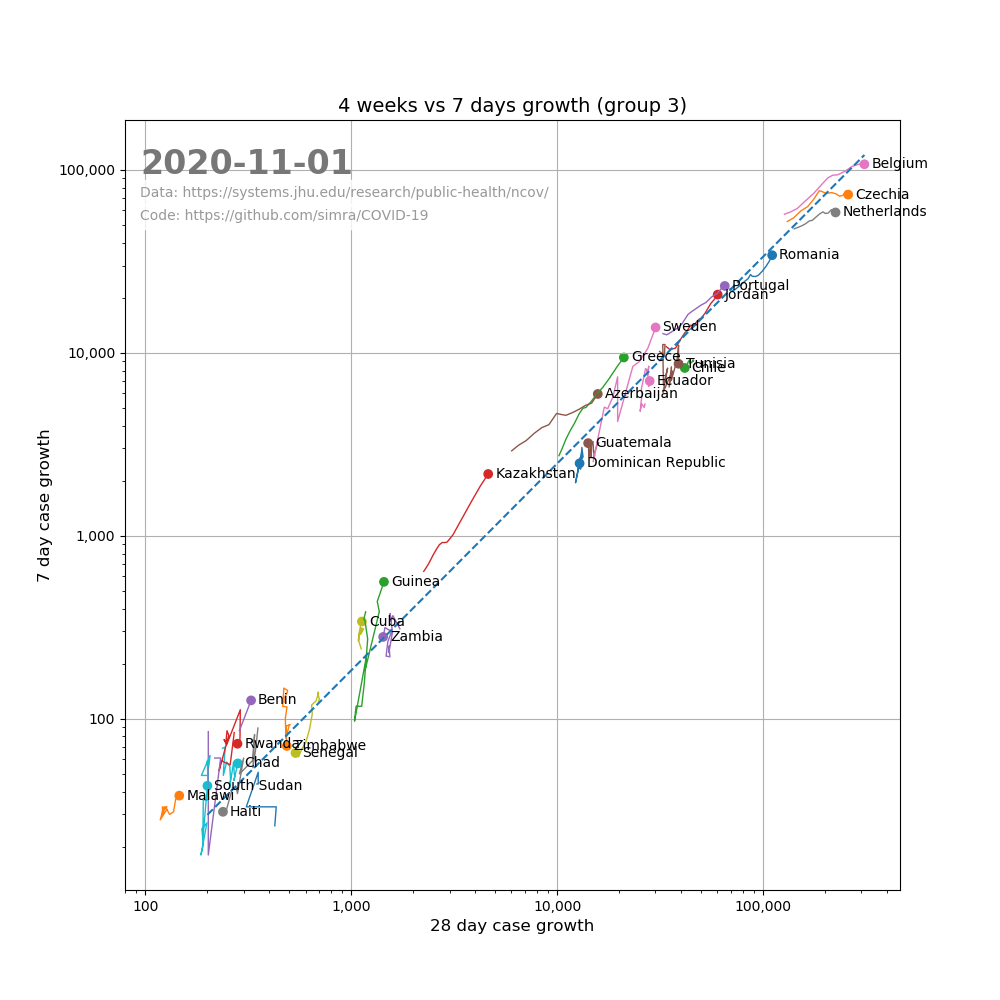 4 weeks vs 7 days growth (group 3)
2020-11-01
Data: https://systems.jhu.edu/research/public-health/ncov/
Code: https://github.com/simra/COVID-19
7 day case growth
100,000
10,000
1,000
100
Belgium
Czechia
Netherlands
Romania
Portugal
Jordan
Sweden
Greece
Tunisia
Chile
Ecuador
Azerbaijan
Guatemala
Dominican Republic
Kazakhstan
Guinea
Cuba
Zambia
Benin
Rwanda
Zimbabwe
Senegal
Chad
South Sudan
Malawi
Haiti
100
1,000
10,000
100,000
28 day case growth